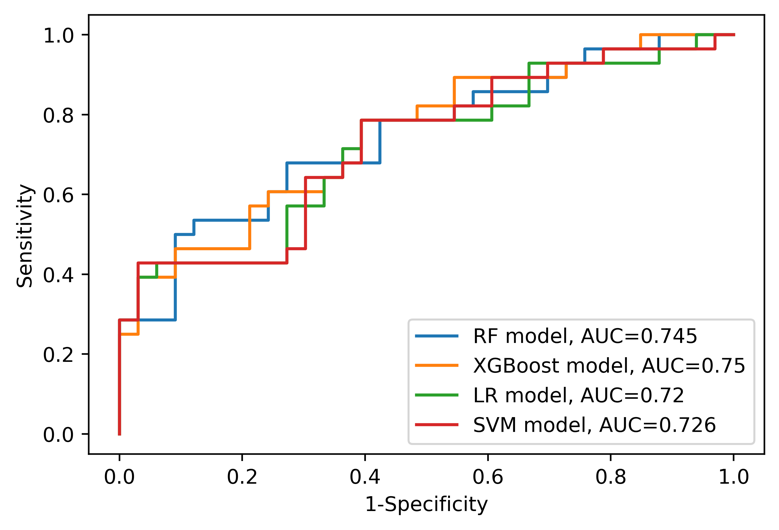 1.0
0.8
0.6
0.4
0.2
0.0
Sensitivity
RF model, AUC=0.745
XGBoost model, AUC=0.75
LR model, AUC=0.72
SVM model, AUC=0.726
0.0 0.2 0.4 0.6 0.8 1.0
1-Specificity